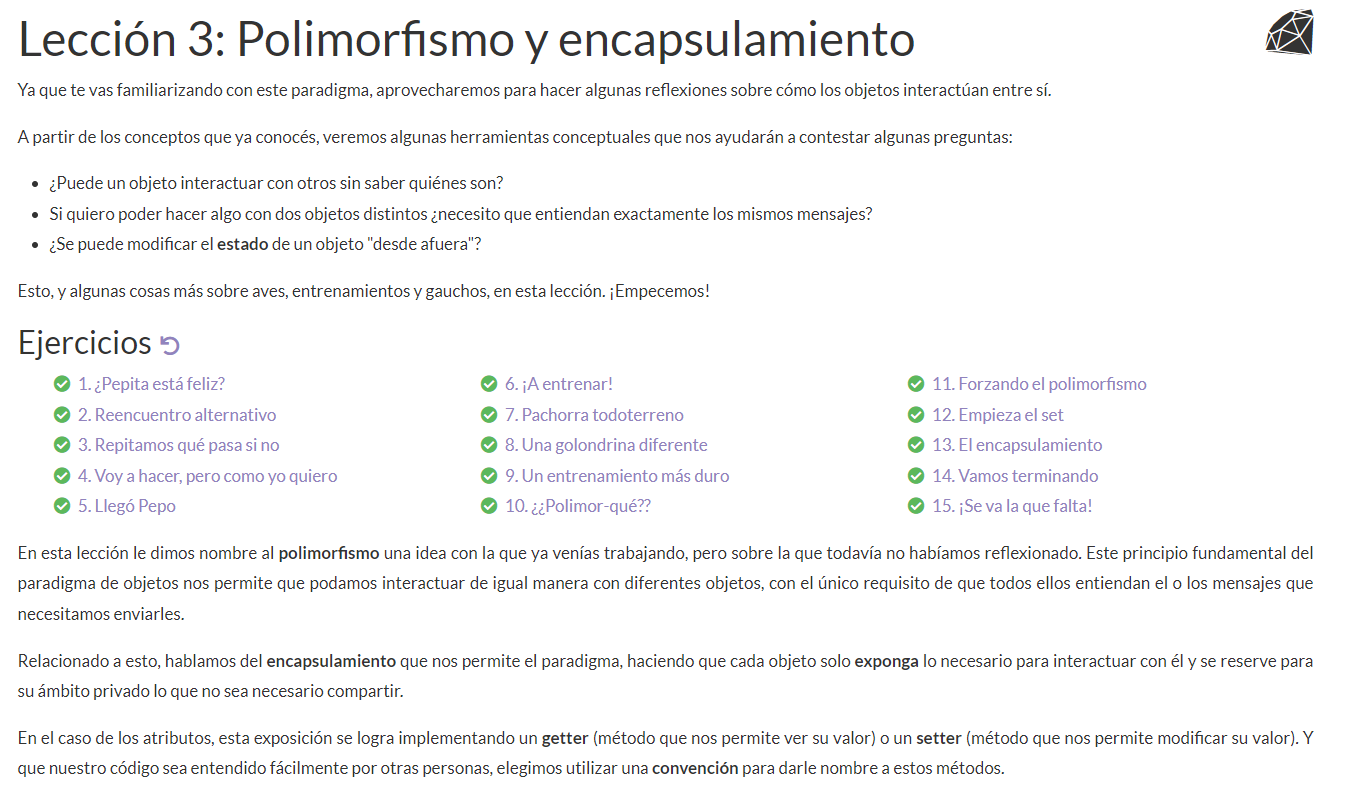 Lección 3: Polimorfismo y encapsulamiento
Ya que te vas familiarizando con este paradigma, aprovecharemos para hacer algunas reflexiones sobre cómo los objetos interactúan entre sí.
A partir de los conceptos que ya conocés, veremos algunas herramientas conceptuales que nos ayudarán a contestar algunas preguntas:
• ¿Puede un objeto interactuar con otros sin saber quiénes son?
• Si quiero poder hacer algo con dos objetos distintos ¿necesito que entiendan exactamente los mismos mensajes?
• ¿Se puede modificar el estado de un objeto "desde afuera"?
Esto, y algunas cosas más sobre aves, entrenamientos y gauchos, en esta lección. ¡Empecemos!
Ejercicios
1. ¿Pepita está feliz?
2. Reencuentro alternativo
3. Repitamos qué pasa si no
4. Voy a hacer, pero como yo quiero
5. Llegó Pepo
6. ¡A entrenar!
7. Pachorra todoterreno
8. Una golondrina diferente
9. Un entrenamiento más duro
10. ¿¿Polimor-qué??
11. Forzando el polimorfismo
12. Empieza el set
13. El encapsulamiento
14. Vamos terminando
15. ¡Se va la que falta!
En esta lección le dimos nombre al polimorfismo una idea con la que ya venías trabajando, pero sobre la que todavía no habíamos reflexionado. Este principio fundamental del
paradigma de objetos nos permite que podamos interactuar de igual manera con diferentes objetos, con el único requisito de que todos ellos entiendan el o los mensajes que
necesitamos enviarles.
Relacionado a esto, hablamos del encapsulamiento que nos permite el paradigma, haciendo que cada objeto solo exponga lo necesario para interactuar con él y se reserve para
su ámbito privado lo que no sea necesario compartir.
En el caso de los atributos, esta exposición se logra implementando un getter (método que nos permite ver su valor) o un setter (método que nos permite modificar su valor). Y
que nuestro código sea entendido fácilmente por otras personas, elegimos utilizar una convención para darle nombre a estos métodos.